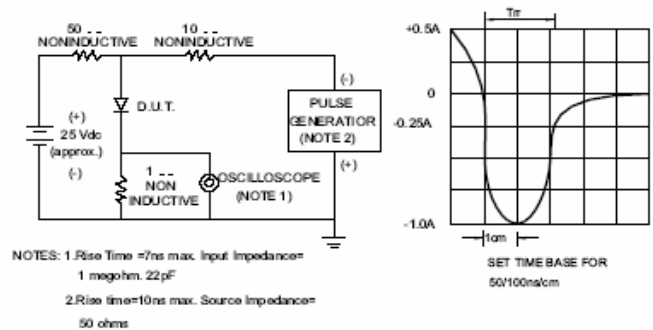 50 --
NONINDUCTIVE
10 --
NONINDUCTIVE
D.U.T.
(+)
25 Vdc
(approx.)
(-)
1 --
NON
INDUCTIVE
OSCILLOSCOPE
(NOTE 1)
(-)
PULSE
GENERATIOR
(NOTE 2)
(+)
NOTES: 1.Rise Time =7ns max. Input Impedance=
1 megohm. 22pF
2.Rise time=10ns max. Source Impedance=
50 ohms
Trr
+0.5A
0
-0.25A
-1.0A
1cm
SET TIME BASE FOR
50/100ns/cm